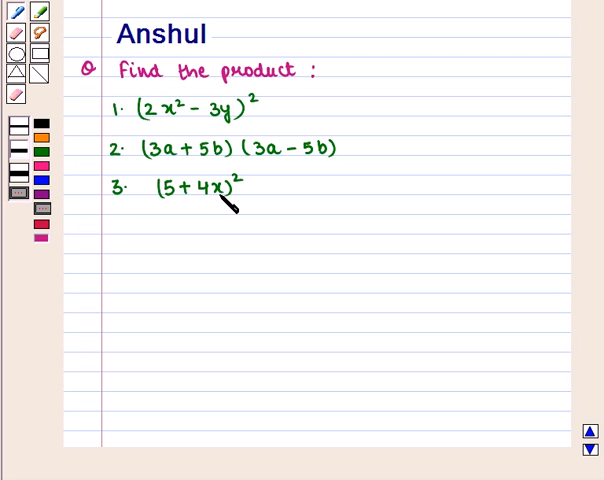 Anshul
Q Find the product :
1. (2x² - 3y)²
2. (3a + 5b) (3a - 5b)
3. (5 + 4x)²